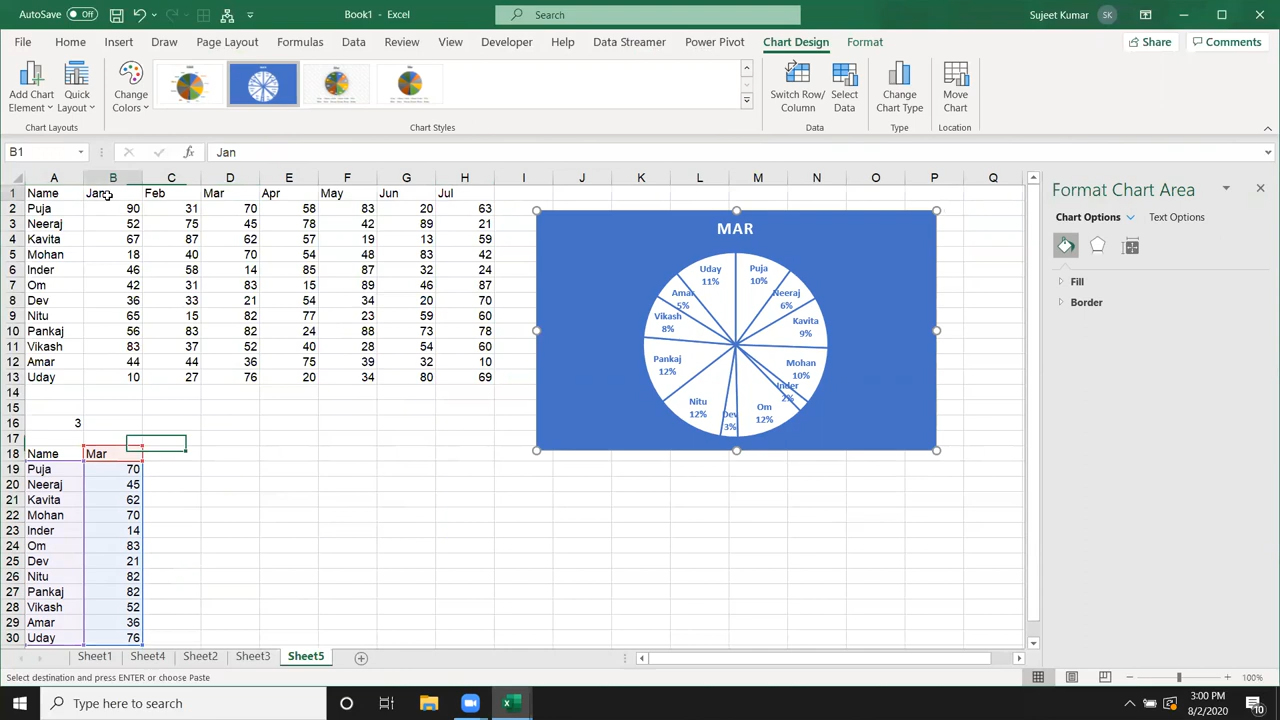 AutoSave Off Book1 - Excel Search Sujeet Kumar SK
File Home Insert Draw Page Layout Formulas Data Review View Developer Help Data Streamer Power Pivot Chart Design Format Share Comments
Add Chart Element Quick Layout Change Colors Switch Row/Column Select Data Change Chart Type Move Chart
Chart Layouts Chart Styles Data Type Location
B1 fx Jan
A B C D E F G H I J K L M N O P Q
1 Name Jan Feb Mar Apr May Jun Jul
2 Puja 90 31 70 58 83 20 63
3 Neeraj 52 75 45 78 42 89 21
4 Kavita 67 87 62 57 19 13 59
5 Mohan 18 40 70 54 48 83 42
6 Inder 46 58 14 85 87 32 24
7 Om 42 31 83 15 89 46 87
8 Dev 36 33 21 54 34 20 70
9 Nitu 65 15 82 77 23 59 60
10 Pankaj 56 83 82 24 88 73 78
11 Vikash 83 37 52 40 28 54 60
12 Amar 44 44 36 75 39 32 10
13 Uday 10 27 76 20 34 80 69
14
15
16 3
17
18 Name Mar
19 Puja 70
20 Neeraj 45
21 Kavita 62
22 Mohan 70
23 Inder 14
24 Om 83
25 Dev 21
26 Nitu 82
27 Pankaj 82
28 Vikash 52
29 Amar 36
30 Uday 76
MAR
Puja
10%
Neeraj
6%
Kavita
9%
Mohan
10%
Inder
2%
Om
12%
Dev
3%
Nitu
12%
Pankaj
12%
Vikash
8%
Amar
5%
Uday
11%
Format Chart Area
Chart Options Text Options
Fill
Border
Sheet1 Sheet4 Sheet2 Sheet3 Sheet5
Select destination and press ENTER or choose Paste 100%
Type here to search
3:00 PM
8/2/2020
10